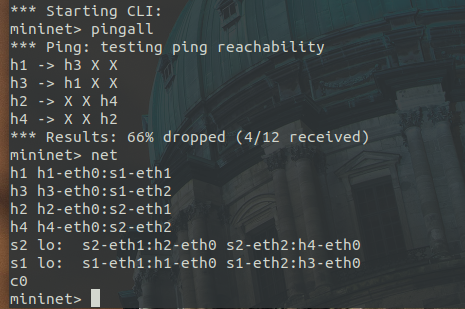 *** Starting CLI:
mininet> pingall
*** Ping: testing ping reachability
h1 -> h3 X X
h3 -> h1 X X
h2 -> X X h4
h4 -> X X h2
*** Results: 66% dropped (4/12 received)
mininet> net
h1 h1-eth0:s1-eth1
h3 h3-eth0:s1-eth2
h2 h2-eth0:s2-eth1
h4 h4-eth0:s2-eth2
s2 lo:  s2-eth1:h2-eth0 s2-eth2:h4-eth0
s1 lo:  s1-eth1:h1-eth0 s1-eth2:h3-eth0
c0
mininet>